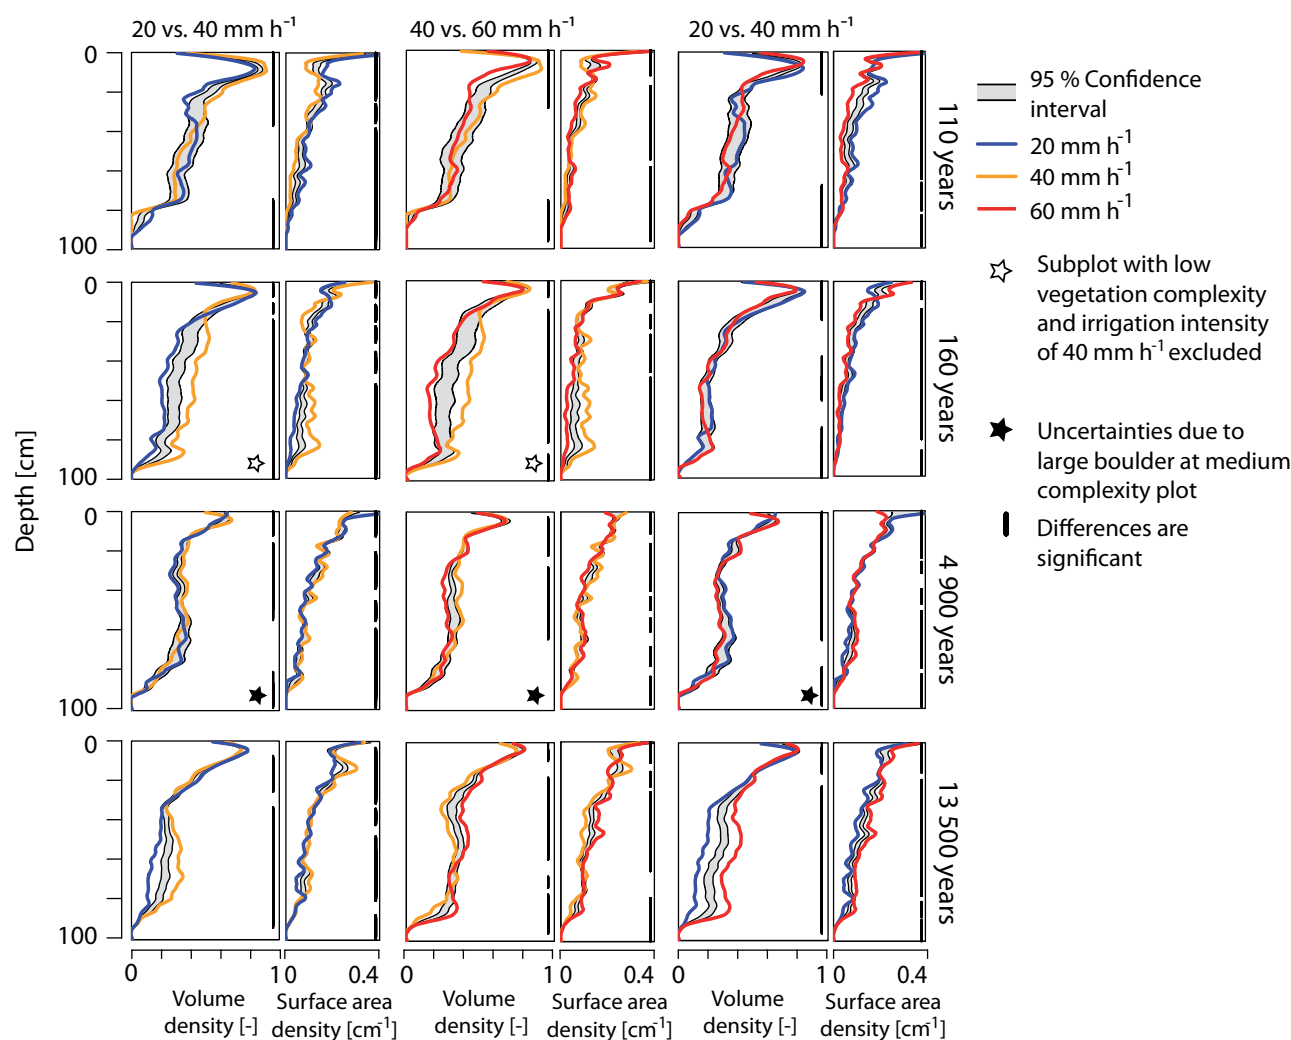 20 vs. 40 mm h⁻¹
40 vs. 60 mm h⁻¹
20 vs. 40 mm h⁻¹
0
100
110 years
0
100
160 years
0
100
4 900 years
0
100
13 500 years
Depth [cm]
0
1
0
0.4
0
1
0
0.4
0
1
0
0.4
Volume
density [-]
Surface area
density [cm⁻¹]
Volume
density [-]
Surface area
density [cm⁻¹]
Volume
density [-]
Surface area
density [cm⁻¹]
95 % Confidence
interval
20 mm h⁻¹
40 mm h⁻¹
60 mm h⁻¹
Subplot with low
vegetation complexity
and irrigation intensity
of 40 mm h⁻¹ excluded
Uncertainties due to
large boulder at medium
complexity plot
Differences are
significant